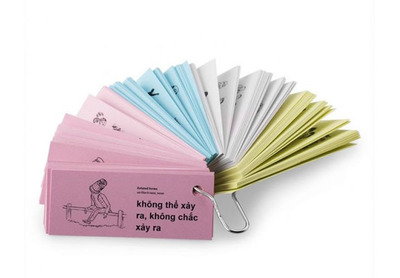 không thể xảy
ra, không chắc
xảy ra